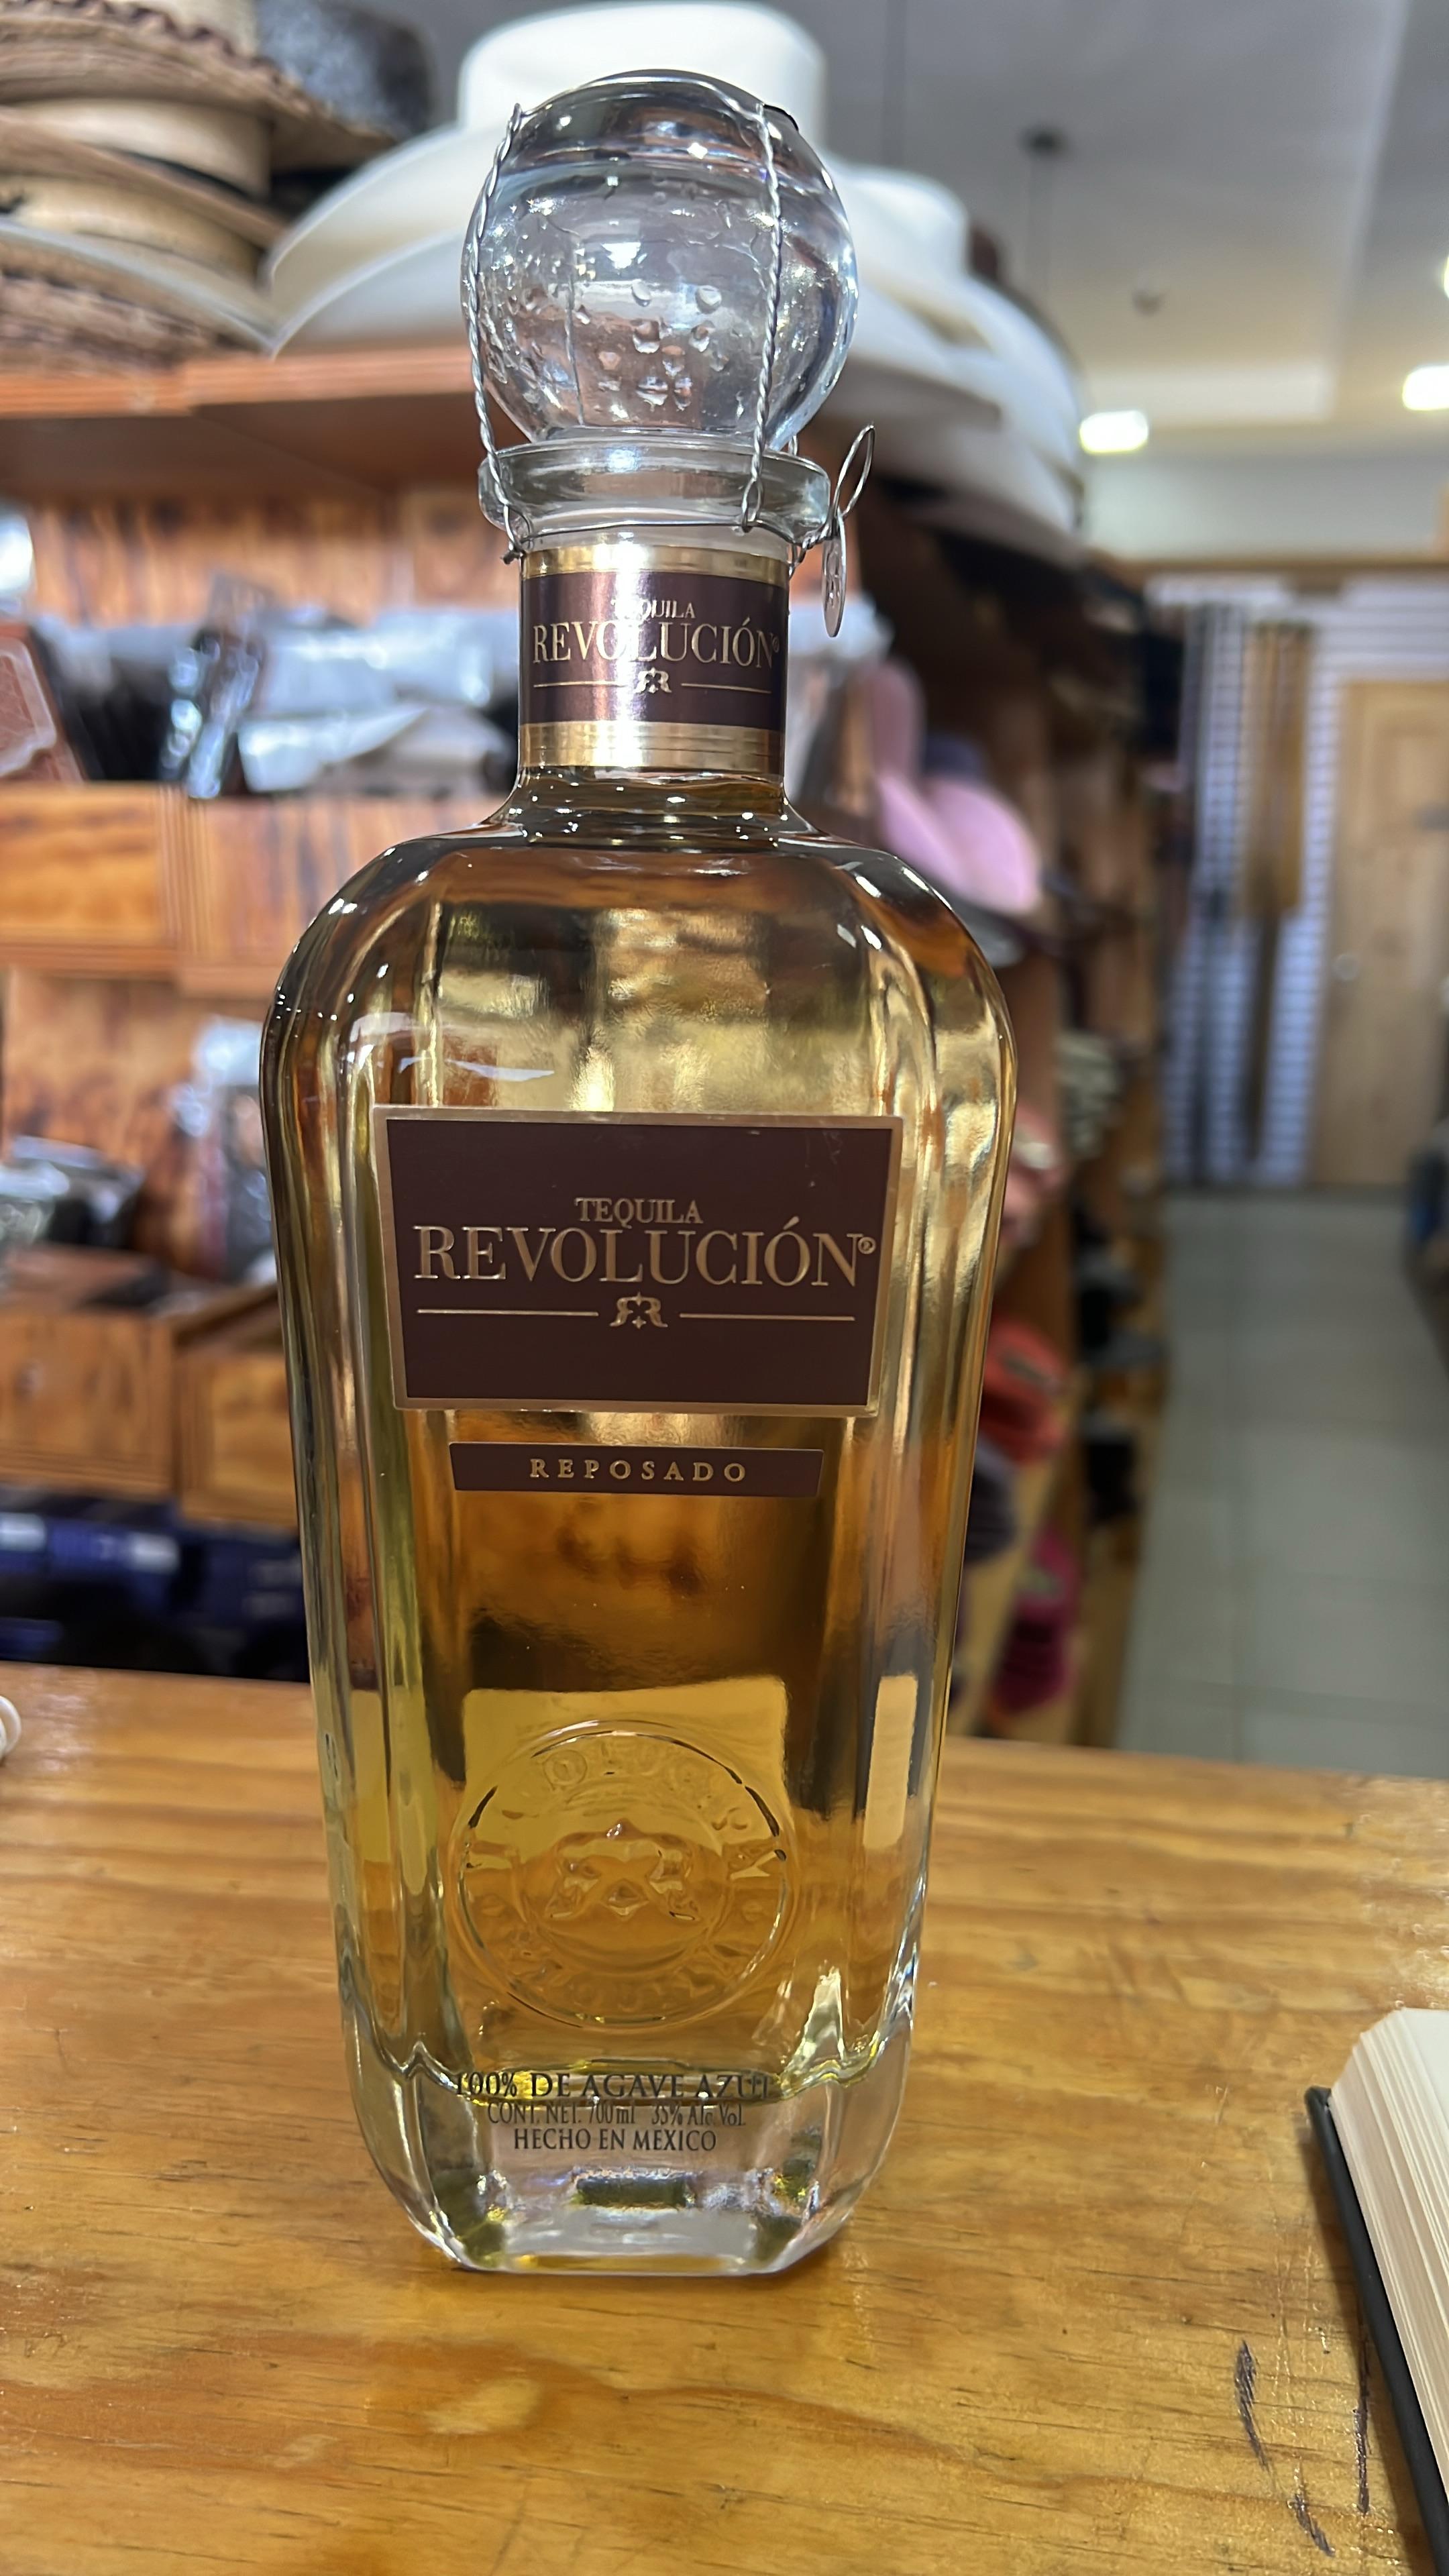 TEQUILA
REVOLUCIÓN®
TEQUILA
REVOLUCIÓN®
REPOSADO
100% DE AGAVE AZUL
CONT. NET. 700ml 35% Alc. Vol.
HECHO EN MEXICO